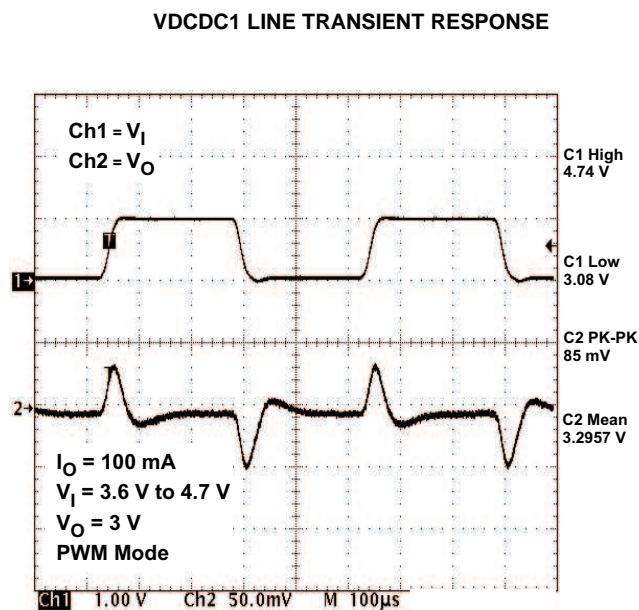 VDCDC1 LINE TRANSIENT RESPONSE
Ch1 = VI
Ch2 = VO
C1 High
4.74 V
T
1
C1 Low
3.08 V
C2 PK-PK
85 mV
T
2
C2 Mean
3.2957 V
IO = 100 mA
VI = 3.6 V to 4.7 V
VO = 3 V
PWM Mode
Ch1 1.00 V Ch2 50.0mV M 100µs